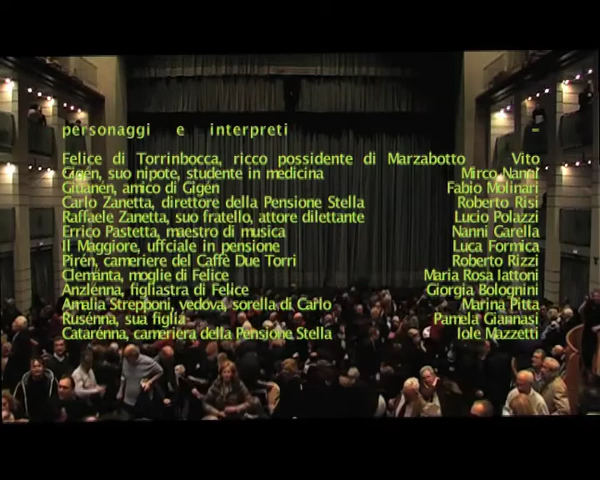 personaggi e interpreti -
Felice di Torrinbocca, ricco possidente di Marzabotto Vito
Gigén, suo nipote, studente in medicina Mirco Nanni
Giuanén, amico di Gigén Fabio Molinari
Carlo Zanetta, direttore della Pensione Stella Roberto Risi
Raffaele Zanetta, suo fratello, attore dilettante Lucio Polazzi
Errico Pastetta, maestro di musica Nanni Garella
Il Maggiore, uffciale in pensione Luca Formica
Pirén, cameriere del Caffè Due Torri Roberto Rizzi
Clemanta, moglie di Felice Maria Rosa Iattoni
Anzlénna, figliastra di Felice Giorgia Bolognini
Amalia Strepponi, vedova, sorella di Carlo Marina Pitta
Rusénna, sua figlia Pamela Giannasi
Catarénna, cameriera della Pensione Stella Iole Mazzetti